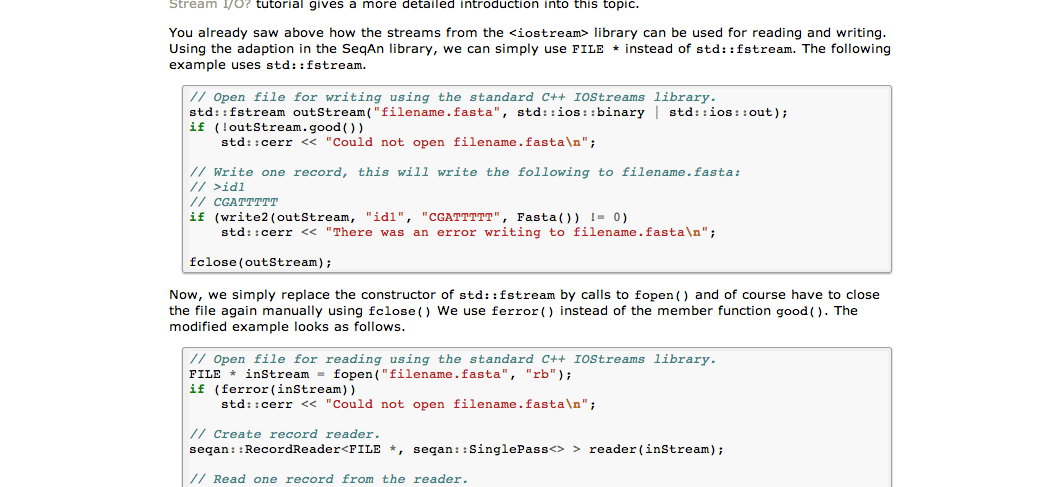 Stream I/O? tutorial gives a more detailed introduction into this topic.
You already saw above how the streams from the <iostream> library can be used for reading and writing.
Using the adaption in the SeqAn library, we can simply use FILE * instead of std::fstream. The following
example uses std::fstream.
// Open file for writing using the standard C++ IOStreams library.
std::fstream outStream("filename.fasta", std::ios::binary | std::ios::out);
if (!outStream.good())
    std::cerr << "Could not open filename.fasta\n";
// Write one record, this will write the following to filename.fasta:
// >id1
// CGATTTTT
if (write2(outStream, "id1", "CGATTTTT", Fasta()) != 0)
    std::cerr << "There was an error writing to filename.fasta\n";
fclose(outStream);
Now, we simply replace the constructor of std::fstream by calls to fopen() and of course have to close
the file again manually using fclose() We use ferror() instead of the member function good(). The
modified example looks as follows.
// Open file for reading using the standard C++ IOStreams library.
FILE * inStream = fopen("filename.fasta", "rb");
if (ferror(inStream))
    std::cerr << "Could not open filename.fasta\n";
// Create record reader.
seqan::RecordReader<FILE *, seqan::SinglePass<> > reader(inStream);
// Read one record from the reader.